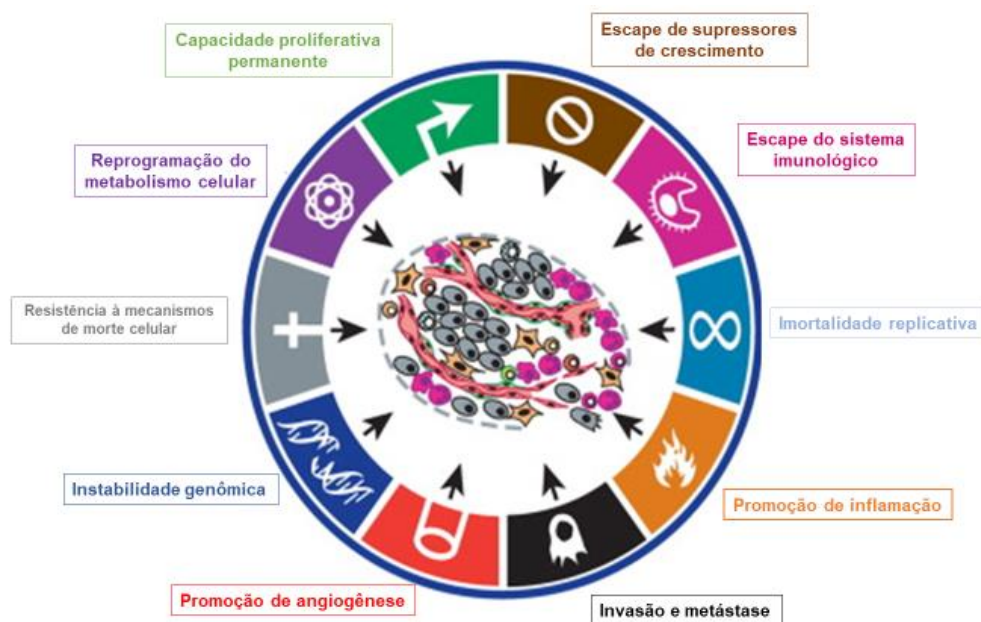 Capacidade proliferativa
permanente
Escape de supressores
de crescimento
Reprogramação do
metabolismo celular
Escape do sistema
imunológico
Resistência à mecanismos
de morte celular
Imortalidade replicativa
Instabilidade genômica
Promoção de inflamação
Promoção de angiogênese
Invasão e metástase